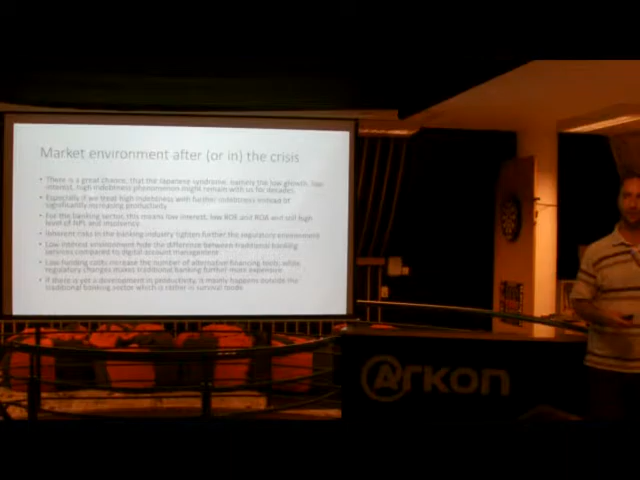 Market environment after (or in) the crisis
• There is a great chance, that the Japanese syndrome, namely the low growth, low
interest, high indebtness phenomenon might remain with us for decades.
• Especially if we treat high indebtness with further indebtness instead of
significantly increasing productivity
• For the banking sector, this means low interest, low ROE and ROA and still high
level of NPL and insolvency
• Inherent risks in the banking industry tighten further the regulatory environment
• Low interest environment hide the difference between traditional banking
services compared to digital account management
• Low funding costs increase the number of alternative financing tools, while
regulatory changes makes traditional banking further more expensive
• If there is yet a development in productivity, is mainly happens outside the
traditional banking sector which is rather in survival mode
ARKON